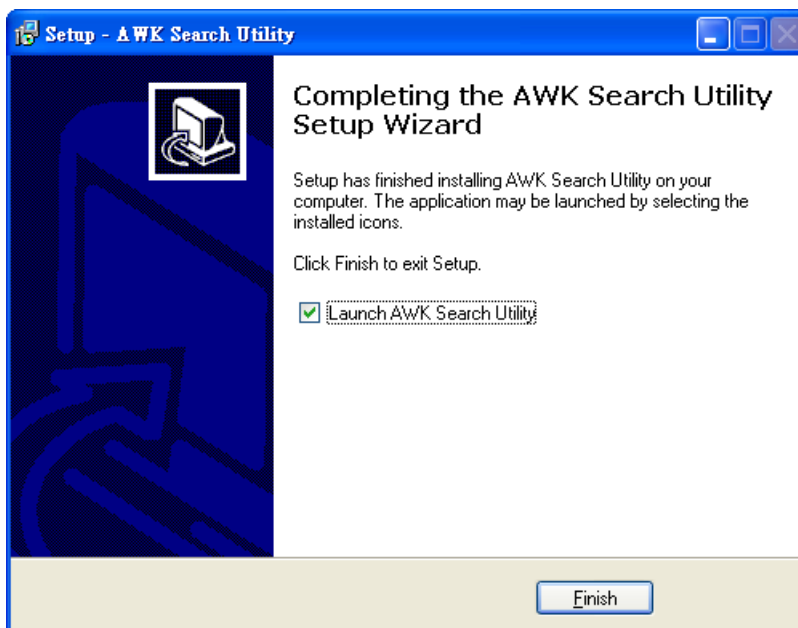 Setup - AWK Search Utility
Completing the AWK Search Utility
Setup Wizard
Setup has finished installing AWK Search Utility on your
computer. The application may be launched by selecting the
installed icons.
Click Finish to exit Setup.
Launch AWK Search Utility
Finish